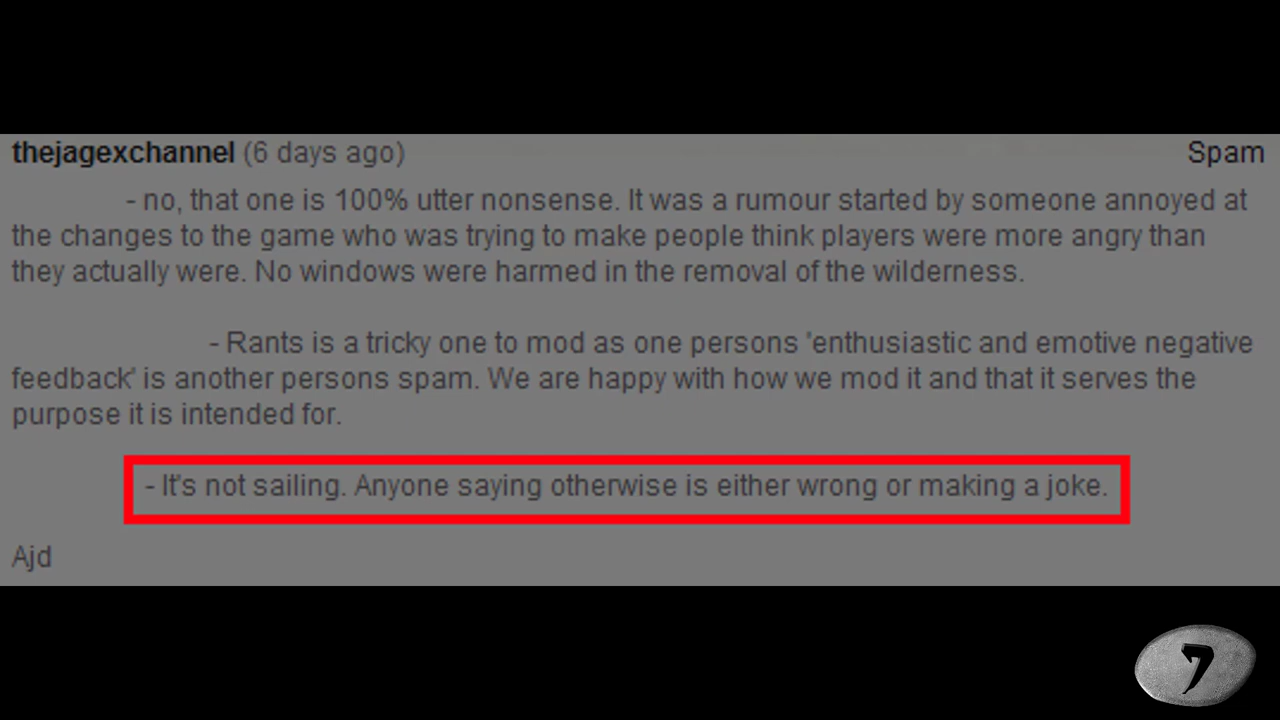 thejagexchannel (6 days ago) Spam
- no, that one is 100% utter nonsense. It was a rumour started by someone annoyed at
the changes to the game who was trying to make people think players were more angry than
they actually were. No windows were harmed in the removal of the wilderness.
- Rants is a tricky one to mod as one persons 'enthusiastic and emotive negative
feedback' is another persons spam. We are happy with how we mod it and that it serves the
purpose it is intended for.
- It's not sailing. Anyone saying otherwise is either wrong or making a joke.
Ajd